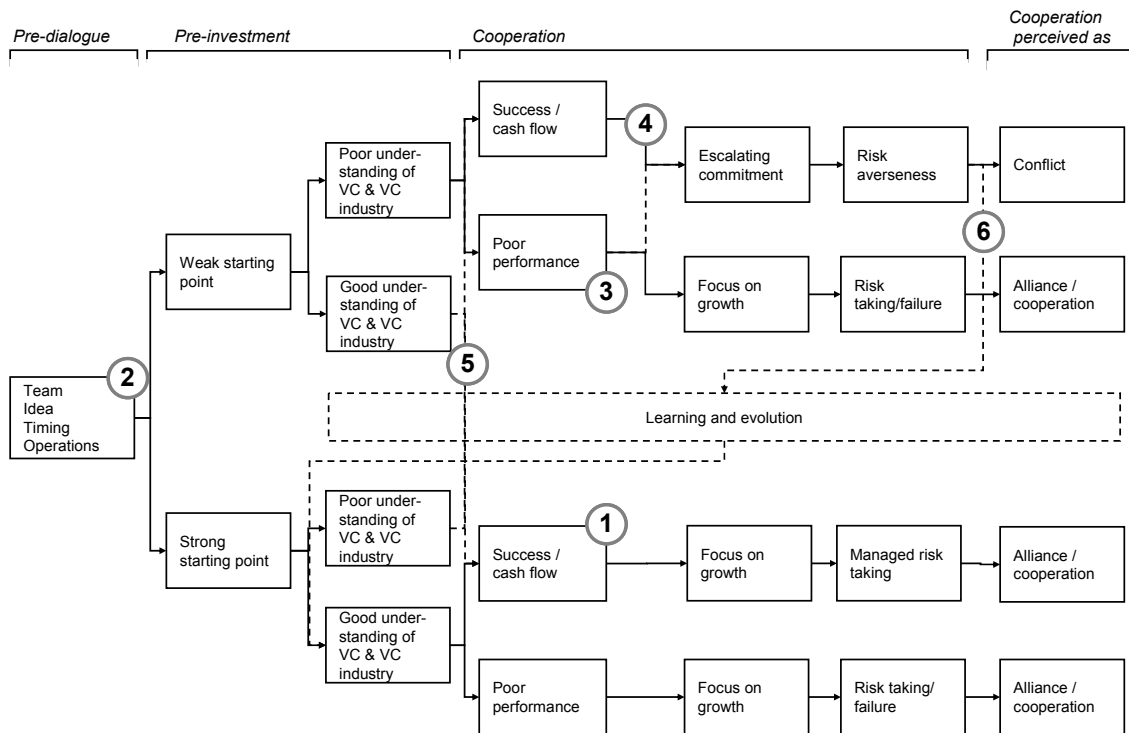 Pre-dialogue
Pre-investment
Cooperation
Cooperation
perceived as
Success /
cash flow
4
Poor under-
standing of
VC & VC
industry
Escalating
commitment
Risk
averseness
Conflict
Weak starting
point
Poor
performance
3
6
Good under-
standing of
VC & VC
industry
Focus on
growth
Risk
taking/failure
Alliance /
cooperation
2
5
Team
Idea
Timing
Operations
Learning and evolution
Strong
starting point
Poor under-
standing of
VC & VC
industry
1
Success /
cash flow
Focus on
growth
Managed risk
taking
Alliance /
cooperation
Good under-
standing of
VC & VC
industry
Poor
performance
Focus on
growth
Risk taking/
failure
Alliance /
cooperation